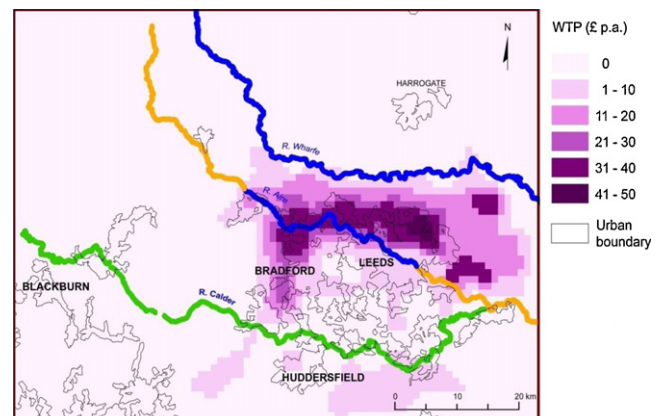 WTP (£ p.a.)
0
1 - 10
11 - 20
21 - 30
31 - 40
41 - 50
Urban
boundary
N
HARROGATE
R. Wharfe
R. Aire
LEEDS
BRADFORD
BLACKBURN
R. Calder
HUDDERSFIELD
0 10 20 km